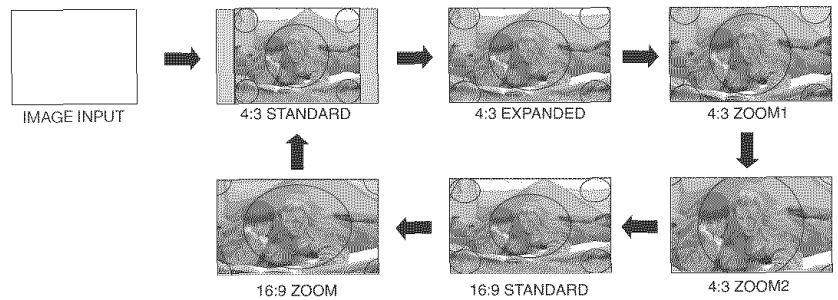 IMAGE INPUT
4:3 STANDARD
4:3 EXPANDED
4:3 ZOOM1
16:9 ZOOM
16:9 STANDARD
4:3 ZOOM2